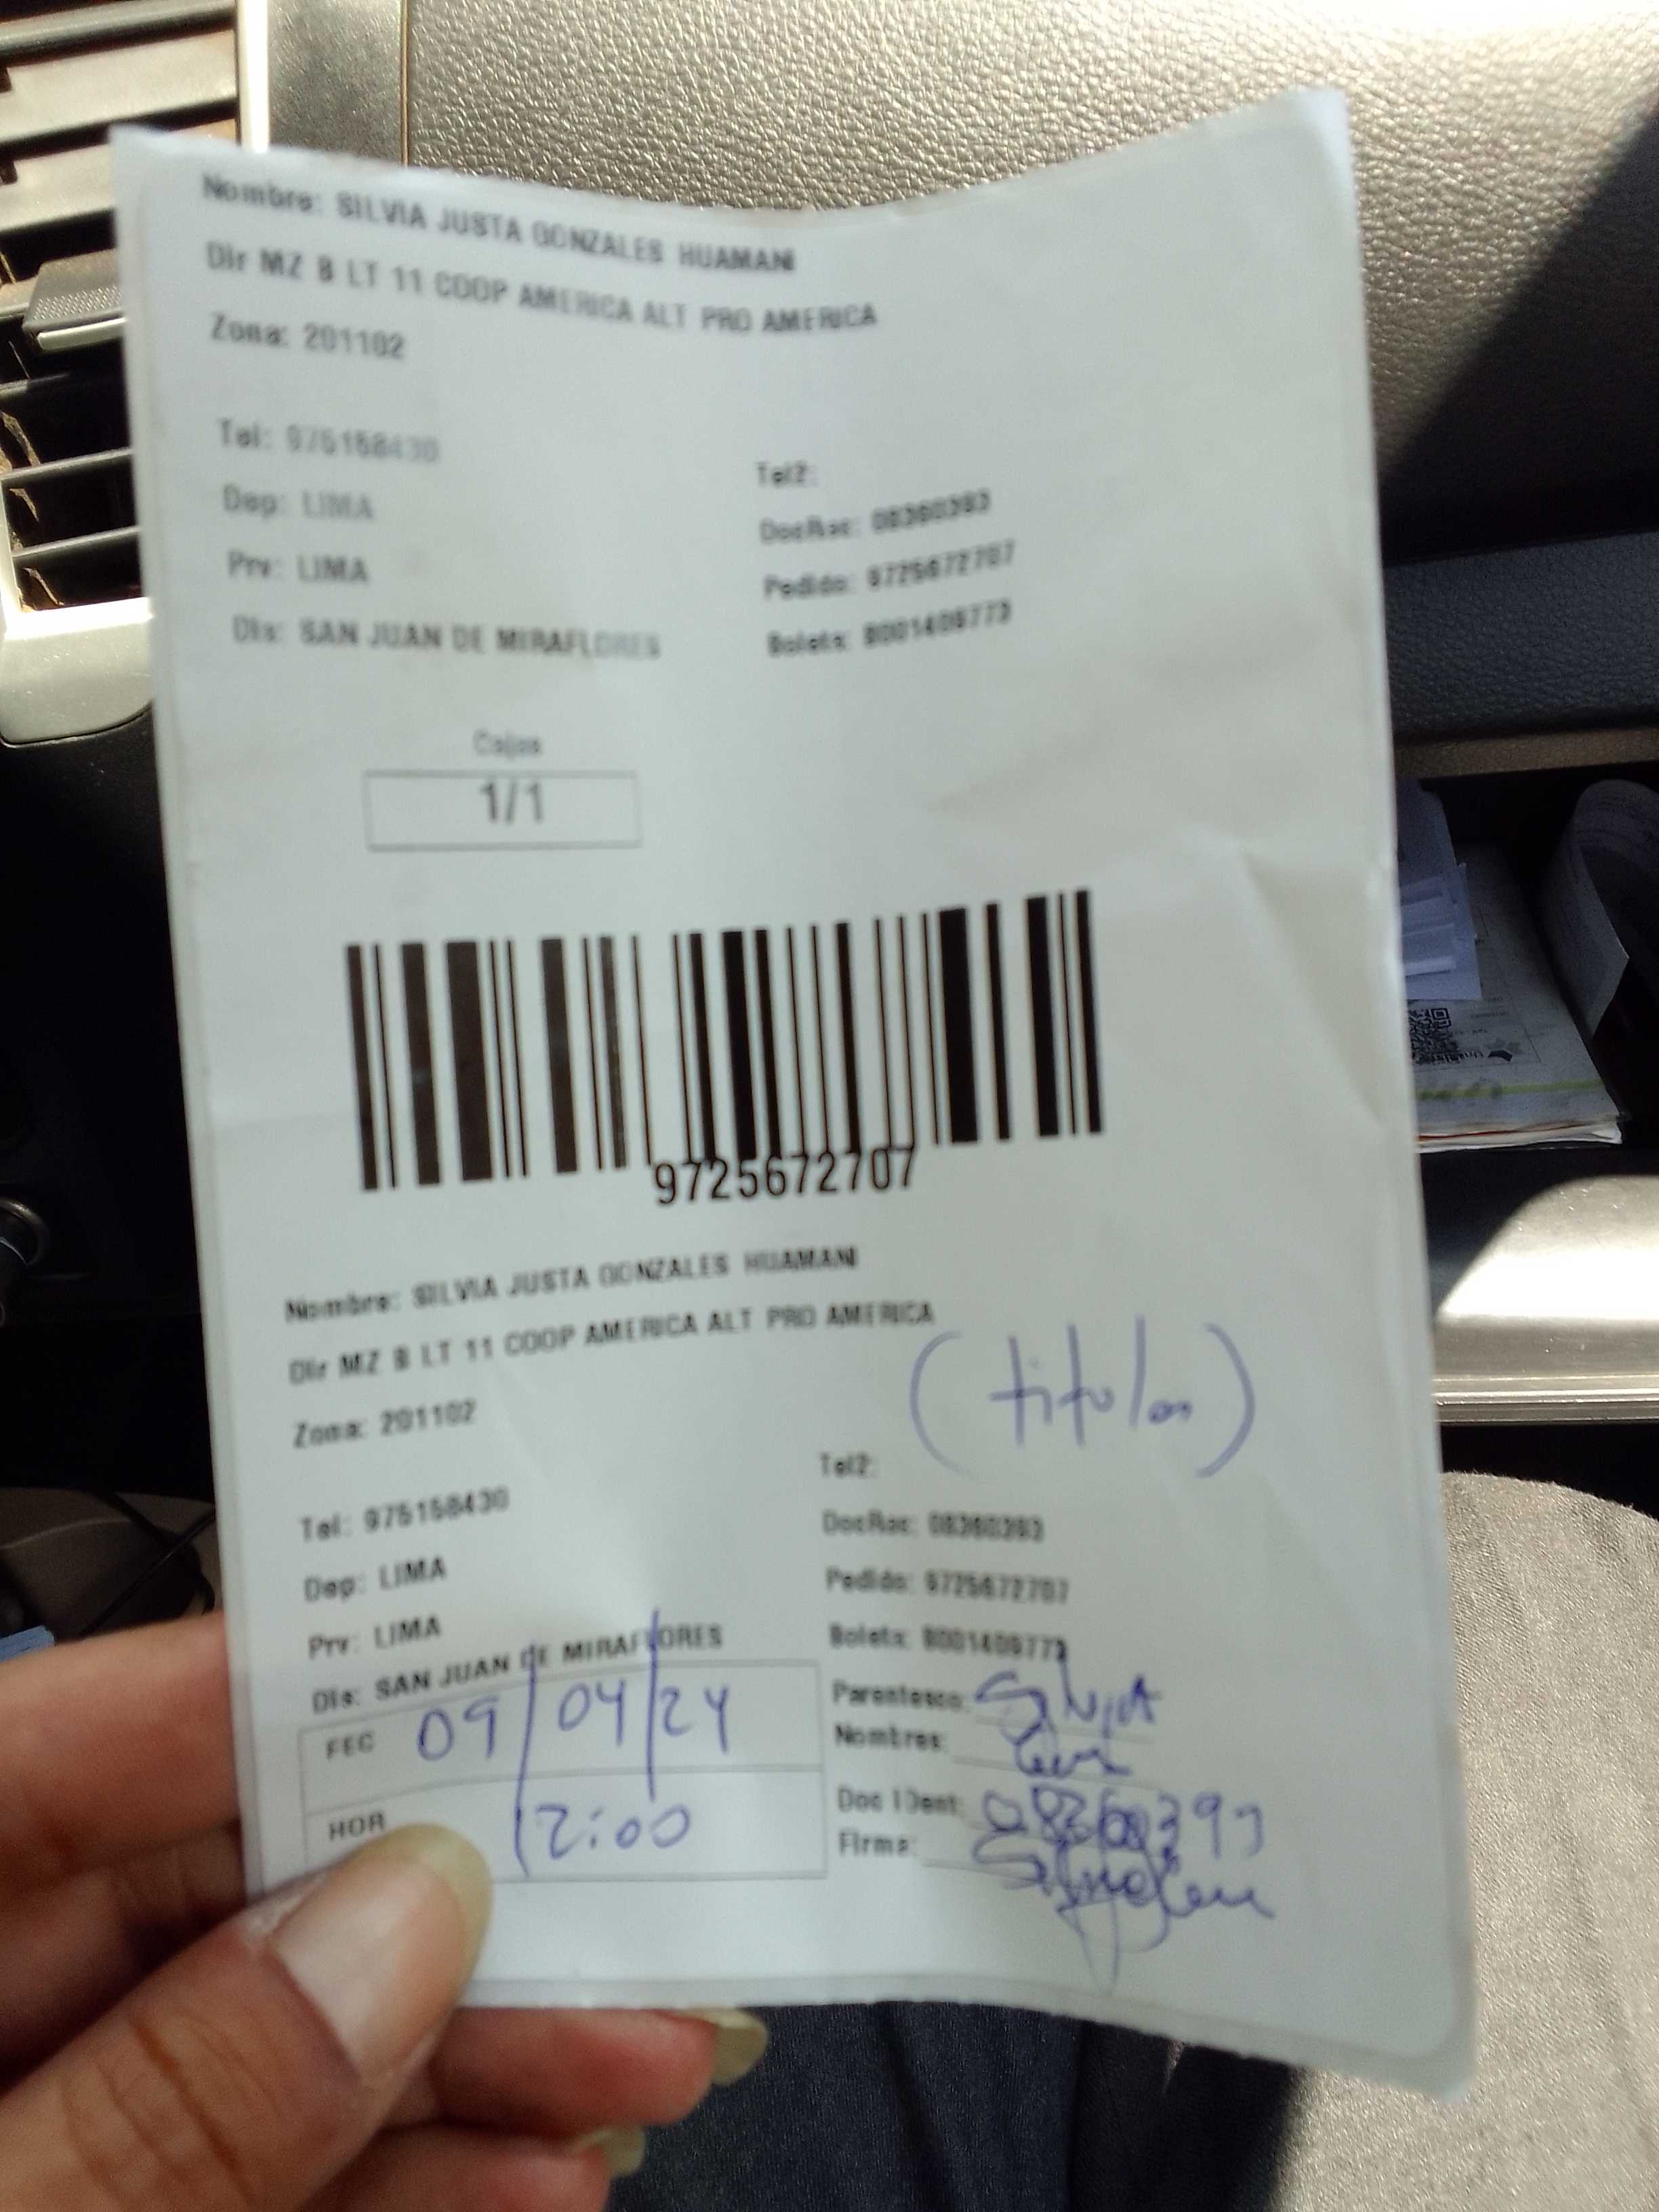 Nombre: SILVIA JUSTA GONZALES HUAMANI
Dir MZ B LT 11 COOP AMERICA ALT PRO AMERICA
Zona: 201102
Tel: 975158430
Tel2:
Dep: LIMA
DocRac: 08360393
Prv: LIMA
Pedido: 9725672707
Dis: SAN JUAN DE MIRAFLORES
Boleta: B001409773
Cajas
1/1
9725672707
Nombre: SILVIA JUSTA GONZALES HUAMANI
Dir MZ B LT 11 COOP AMERICA ALT PRO AMERICA
(titular)
Zona: 201102
Tel2:
Tel: 975158430
DocRac: 08360393
Dep: LIMA
Pedido: 9725672707
Prv: LIMA
Boleta: B001409773
Dis: SAN JUAN DE MIRAFLORES
Parentesco: Silvia
FEC 09/04/24
Nombres:
Doc IDent: 08360393
HOR 12:00
Firma: